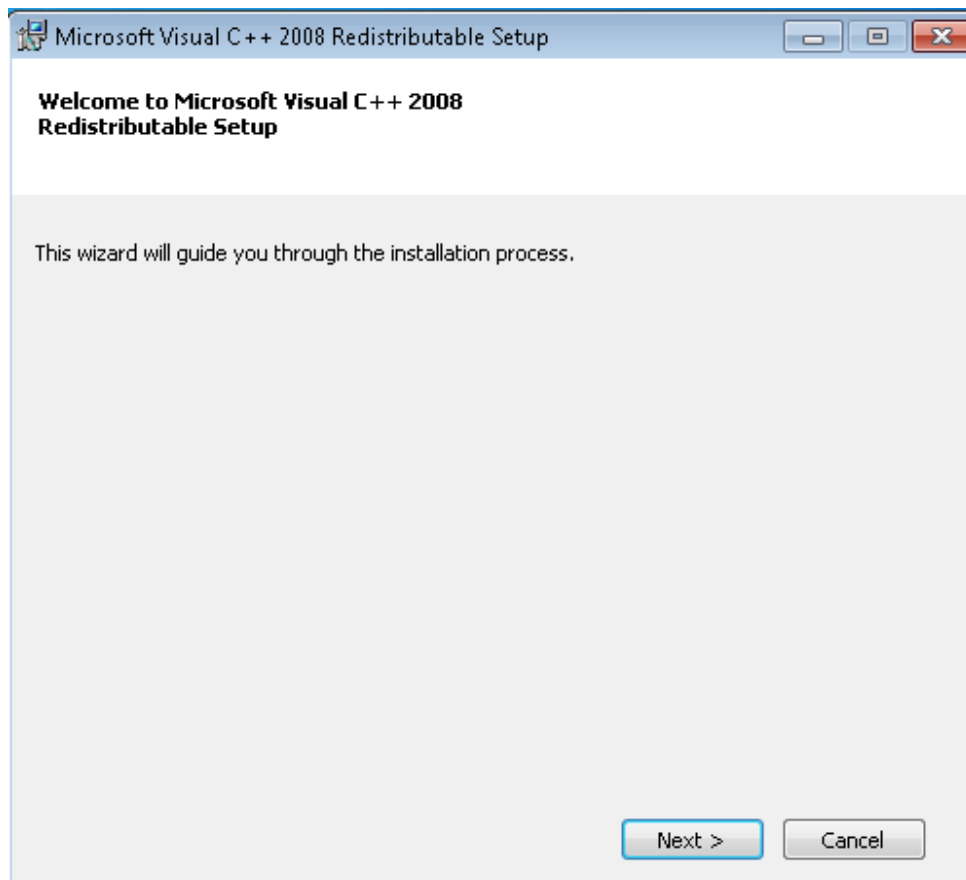 Microsoft Visual C++ 2008 Redistributable Setup
Welcome to Microsoft Visual C++ 2008
Redistributable Setup
This wizard will guide you through the installation process.
Next > Cancel